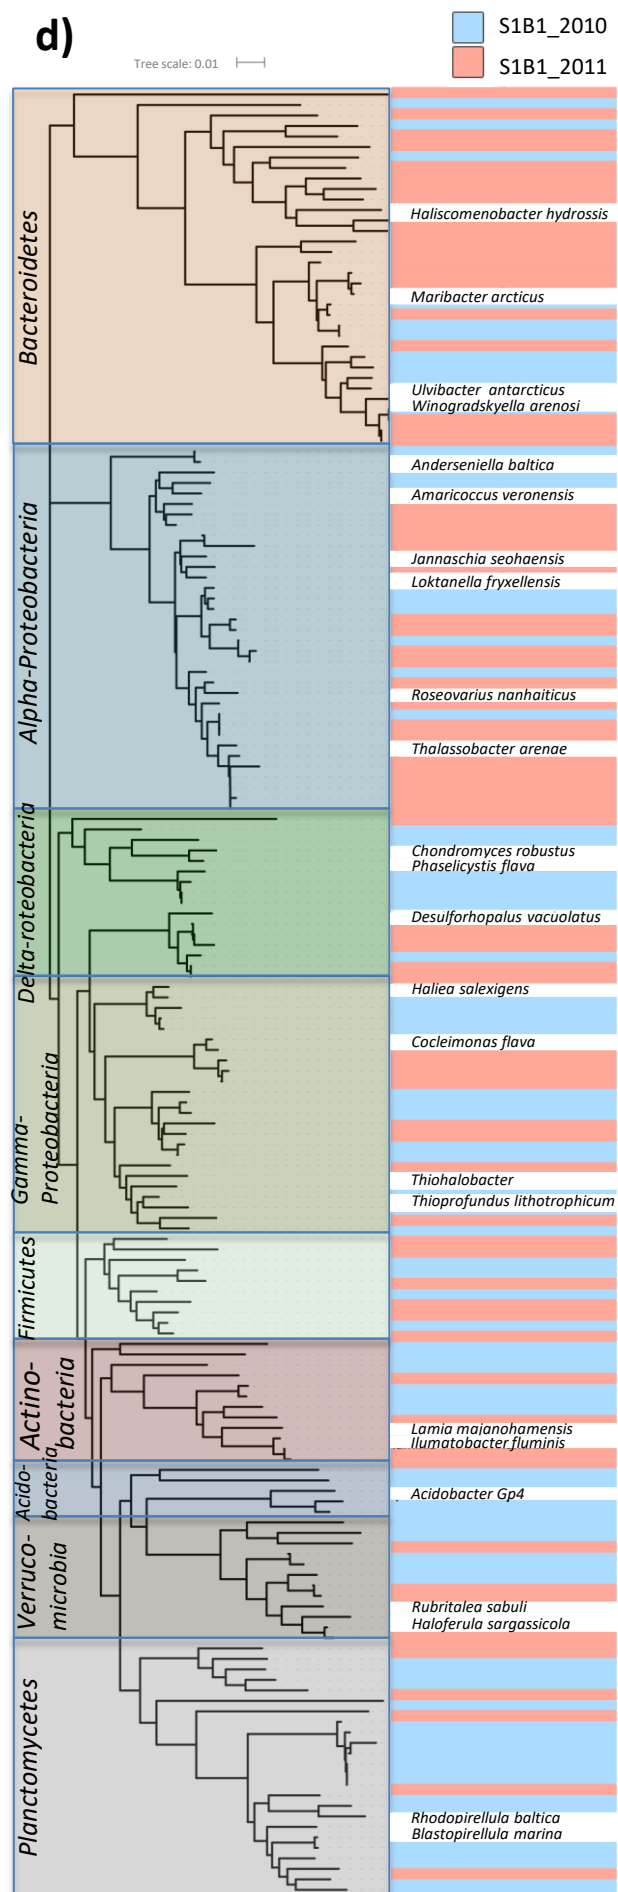 d)
Tree scale: 0.01
S1B1_2010
S1B1_2011
Bacteroidetes
Haliscomenobacter hydrossis
Maribacter arcticus
Ulvibacter antarcticus
Winogradskyella arenosi
Alpha-Proteobacteria
Anderseniella baltica
Amaricoccus veronensis
Jannaschia seohaensis
Loktanella fryxellensis
Roseovarius nanhaiticus
Thalassobacter arenae
Delta-roteobacteria
Chondromyces robustus
Phaselicystis flava
Desulforhopalus vacuolatus
Gamma-
Proteobacteria
Haliea salexigens
Cocleimonas flava
Thiohalobacter
Thioprofundus lithotrophicum
Firmicutes
Actino-
bacteria
Lamia majanohamensis
Ilumatobacter fluminis
Acido-
bacteria
Acidobacter Gp4
Verruco-
microbia
Rubritalea sabuli
Haloferula sargassicola
Planctomycetes
Rhodopirellula baltica
Blastopirellula marina